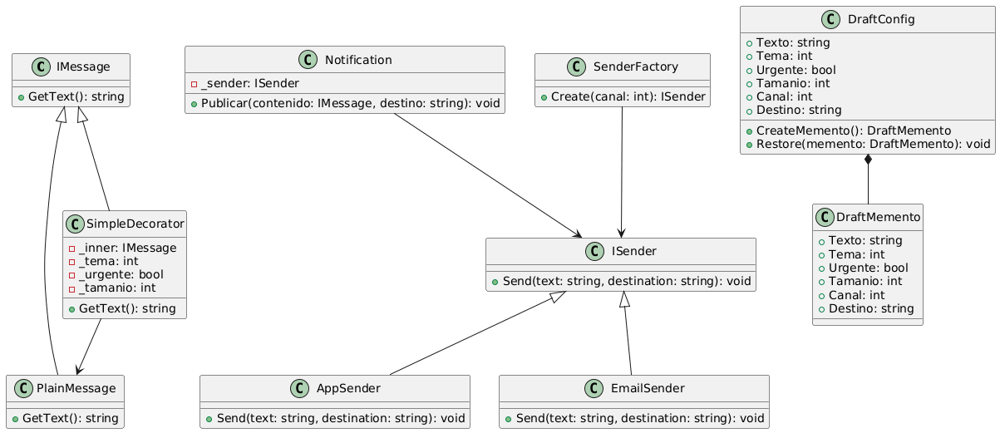 IMessage
GetText(): string
Notification
_sender: ISender
Publicar(contenido: IMessage, destino: string): void
SenderFactory
Create(canal: int): ISender
DraftConfig
Texto: string
Tema: int
Urgente: bool
Tamanio: int
Canal: int
Destino: string
CreateMemento(): DraftMemento
Restore(memento: DraftMemento): void
SimpleDecorator
_inner: IMessage
_tema: int
_urgente: bool
_tamanio: int
GetText(): string
ISender
Send(text: string, destination: string): void
DraftMemento
Texto: string
Tema: int
Urgente: bool
Tamanio: int
Canal: int
Destino: string
PlainMessage
GetText(): string
AppSender
Send(text: string, destination: string): void
EmailSender
Send(text: string, destination: string): void